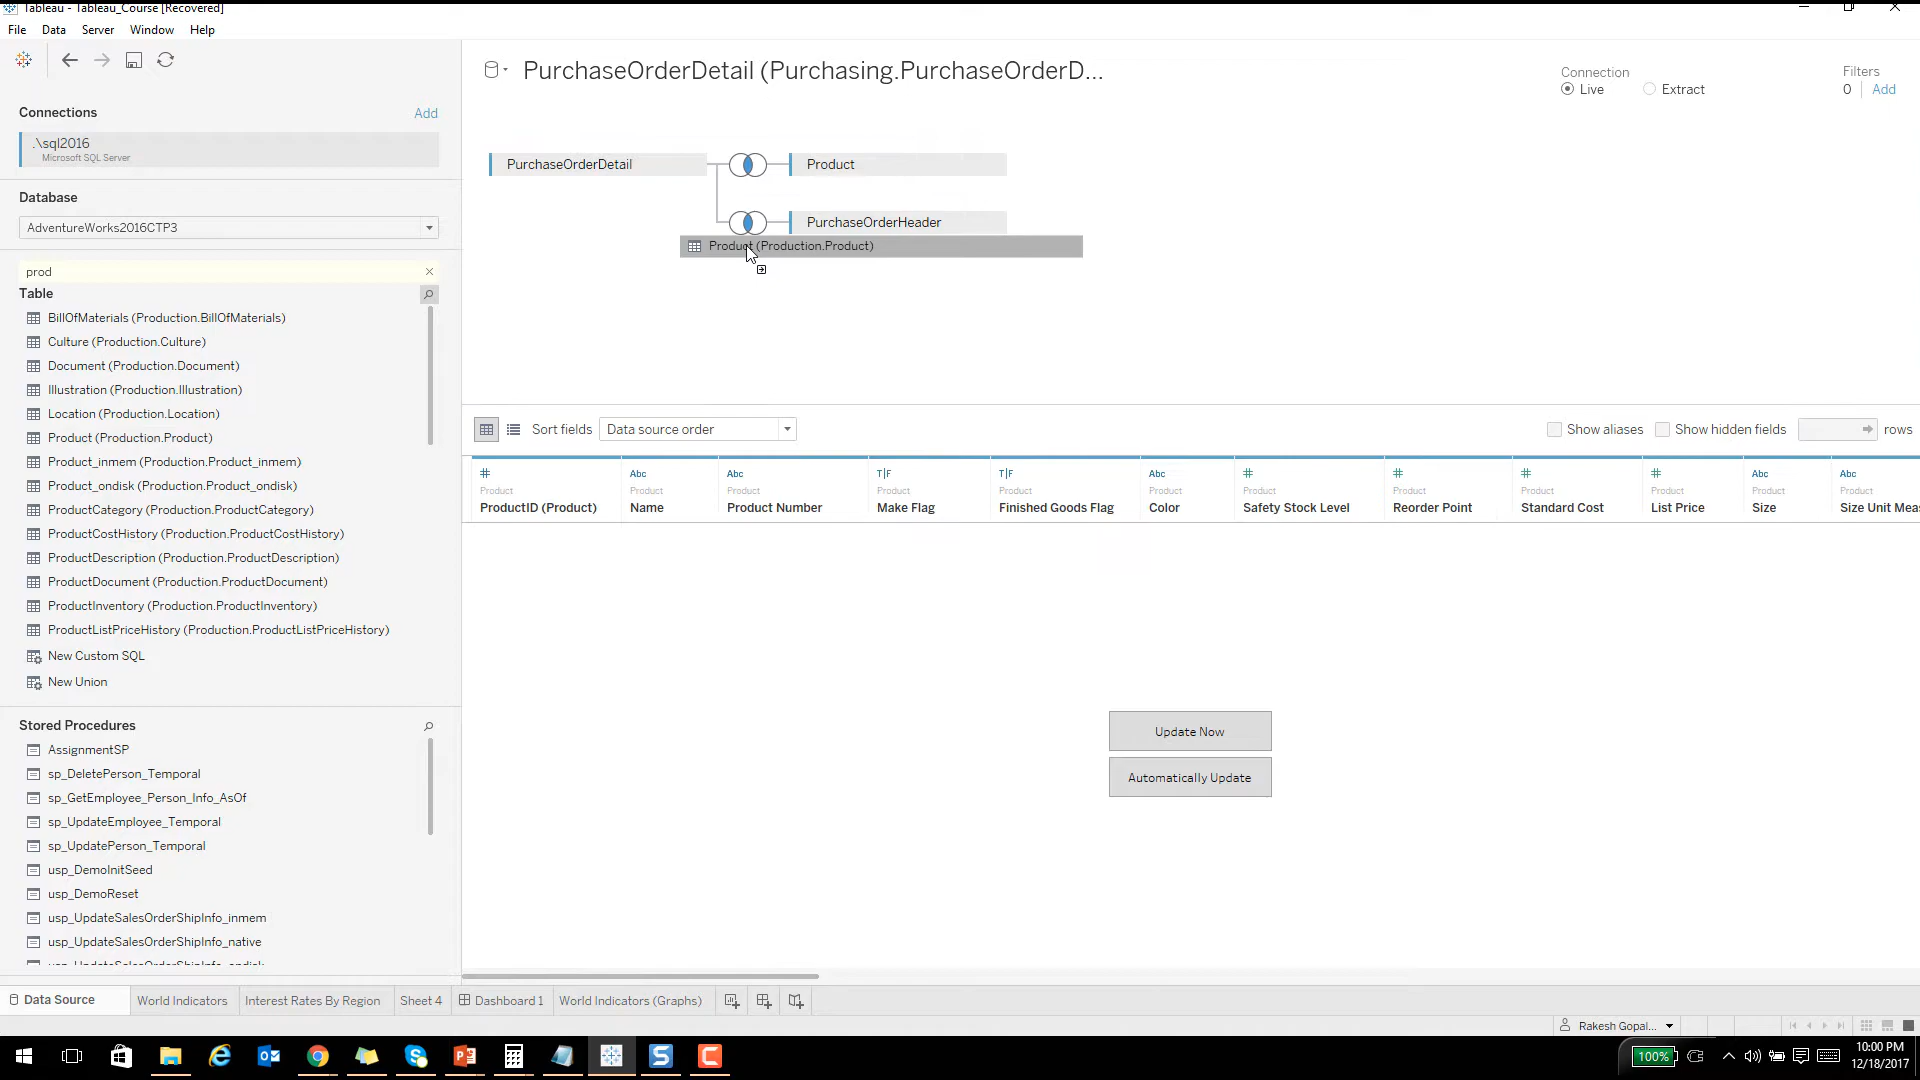 Tableau - Tableau_Course [Recovered]
File Data Server Window Help
Connections Add
.\sql2016
Microsoft SQL Server
Database
AdventureWorks2016CTP3
prod
Table
BillOfMaterials (Production.BillOfMaterials)
Culture (Production.Culture)
Document (Production.Document)
Illustration (Production.Illustration)
Location (Production.Location)
Product (Production.Product)
Product_inmem (Production.Product_inmem)
Product_ondisk (Production.Product_ondisk)
ProductCategory (Production.ProductCategory)
ProductCostHistory (Production.ProductCostHistory)
ProductDescription (Production.ProductDescription)
ProductDocument (Production.ProductDocument)
ProductInventory (Production.ProductInventory)
ProductListPriceHistory (Production.ProductListPriceHistory)
New Custom SQL
New Union
Stored Procedures
AssignmentSP
sp_DeletePerson_Temporal
sp_GetEmployee_Person_Info_AsOf
sp_UpdateEmployee_Temporal
sp_UpdatePerson_Temporal
usp_DemoInitSeed
usp_DemoReset
usp_UpdateSalesOrderShipInfo_inmem
usp_UpdateSalesOrderShipInfo_native
usp_UpdateSalesOrderShipInfo_ondisk
PurchaseOrderDetail (Purchasing.PurchaseOrderD...
Connection
Live Extract
Filters
0 Add
PurchaseOrderDetail Product
PurchaseOrderHeader
Product (Production.Product)
Sort fields Data source order Show aliases Show hidden fields rows
# Abc Abc T|F T|F Abc # # # # Abc Abc
Product Product Product Product Product Product Product Product Product Product Product Product
ProductID (Product) Name Product Number Make Flag Finished Goods Flag Color Safety Stock Level Reorder Point Standard Cost List Price Size Size Unit Meas
Update Now
Automatically Update
Data Source World Indicators Interest Rates By Region Sheet 4 Dashboard 1 World Indicators (Graphs)
Rakesh Gopal...
100% 10:00 PM
12/18/2017